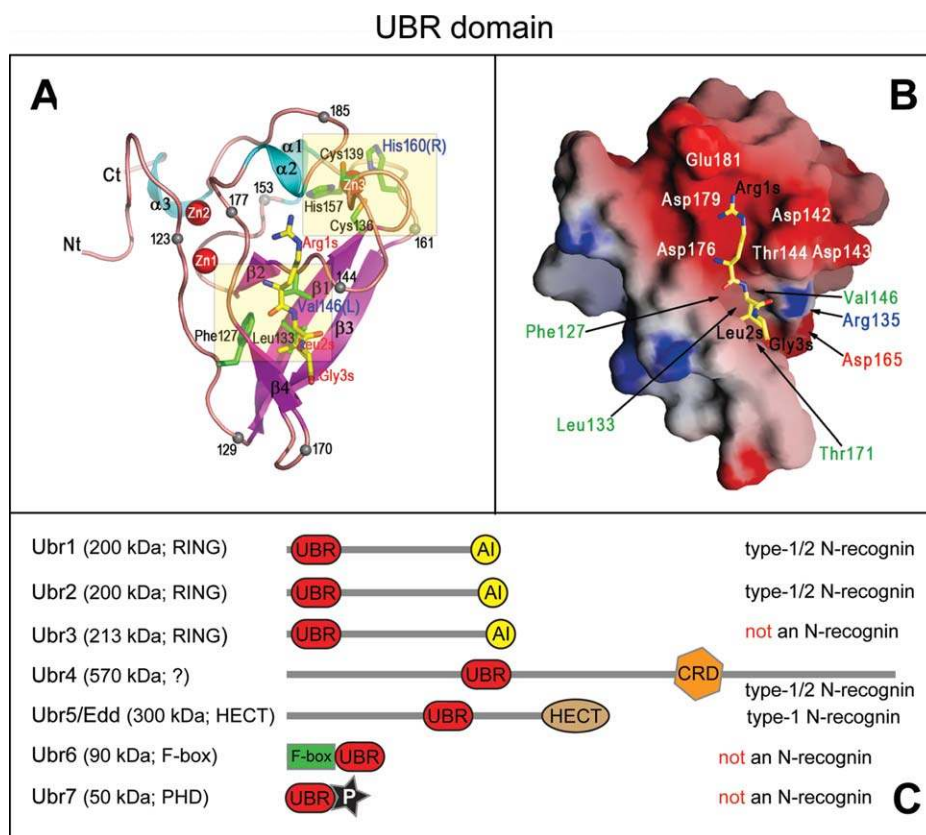 UBR domain
A
185
α1
His160(R)
Cys139
α2
Zn3
Ct
153
α3
177
His157
Zn2
Cys136
123
Arg1s
161
Nt
Zn1
β2
144
β1
Val146(L)
β3
Phe127
Leu133
Leu2s
Gly3s
β4
129
170
B
Glu181
Arg1s
Asp179
Asp142
Asp176
Thr144
Asp143
Val146
Phe127
Arg135
Leu2s
Gly3s
Asp165
Leu133
Thr171
Ubr1 (200 kDa; RING) UBR AI type-1/2 N-recognin
Ubr2 (200 kDa; RING) UBR AI type-1/2 N-recognin
Ubr3 (213 kDa; RING) UBR AI not an N-recognin
Ubr4 (570 kDa; ?) UBR CRD
type-1/2 N-recognin
Ubr5/Edd (300 kDa; HECT) UBR HECT type-1 N-recognin
Ubr6 (90 kDa; F-box) F-box UBR not an N-recognin
Ubr7 (50 kDa; PHD) UBR P not an N-recognin
C